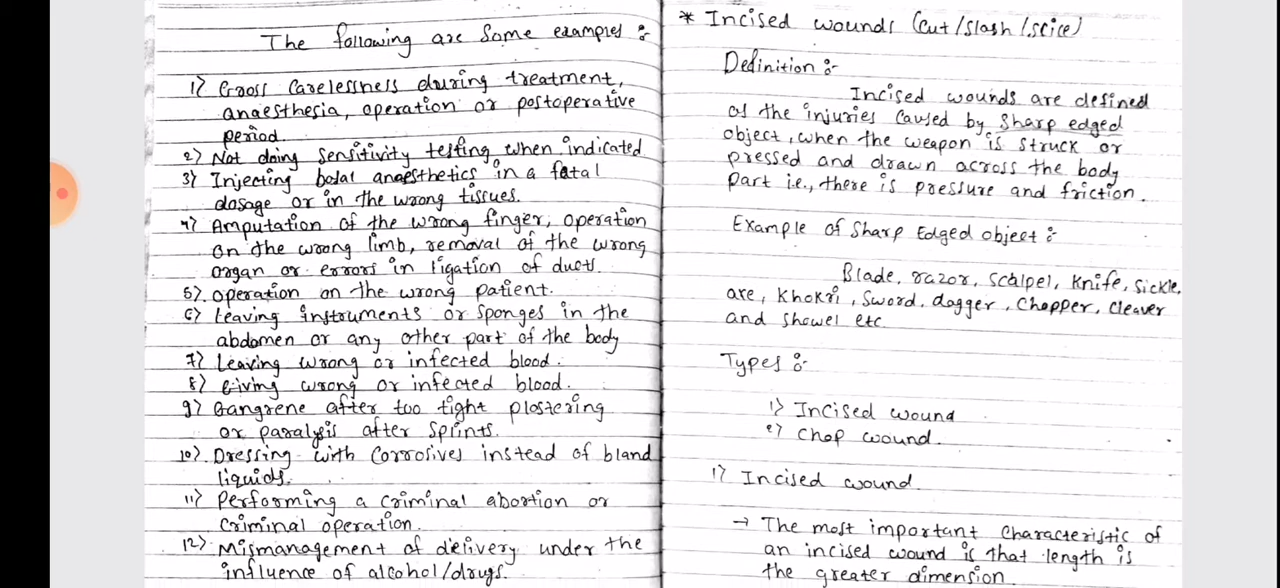 The following are Some examples :-
1) Gross Carelessness during treatment,
anaesthesia, operation or postoperative
period.
2) Not doing sensitivity testing when indicated
3) Injecting basal anaesthetics in a fatal
dosage or in the wrong tissues.
4) Amputation of the wrong finger, operation
on the wrong limb, removal of the wrong
organ or errors in ligation of ducts.
5) operation on the wrong patient.
6) Leaving instruments or sponges in the
abdomen or any other part of the body
7) Leaving wrong or infected blood.
8) Giving wrong or infected blood.
9) Gangrene after too tight plastering
or paralysis after splints.
10) Dressing with Corrosives instead of bland
liquids.
11) Performing a criminal abortion or
Criminal operation.
12) Mismanagement of delivery under the
influence of alcohol/drugs.
* Incised wounds (Cut/Slash/Scice)
Definition :-
Incised wounds are defined
as the injuries Caused by Sharp edged
object, when the weapon is struck or
pressed and drawn across the body
part i.e., there is pressure and friction.
Example of Sharp Edged object :-
Blade, razor, scalpel, Knife, Sickle,
axe, Khokri, Sword, dagger, Chopper, Cleaver
and Showel etc
Types :-
1) Incised wound
2) Chop wound.
1) Incised wound.
→ The most important Characteristic of
an incised wound is that length is
the greater dimension.